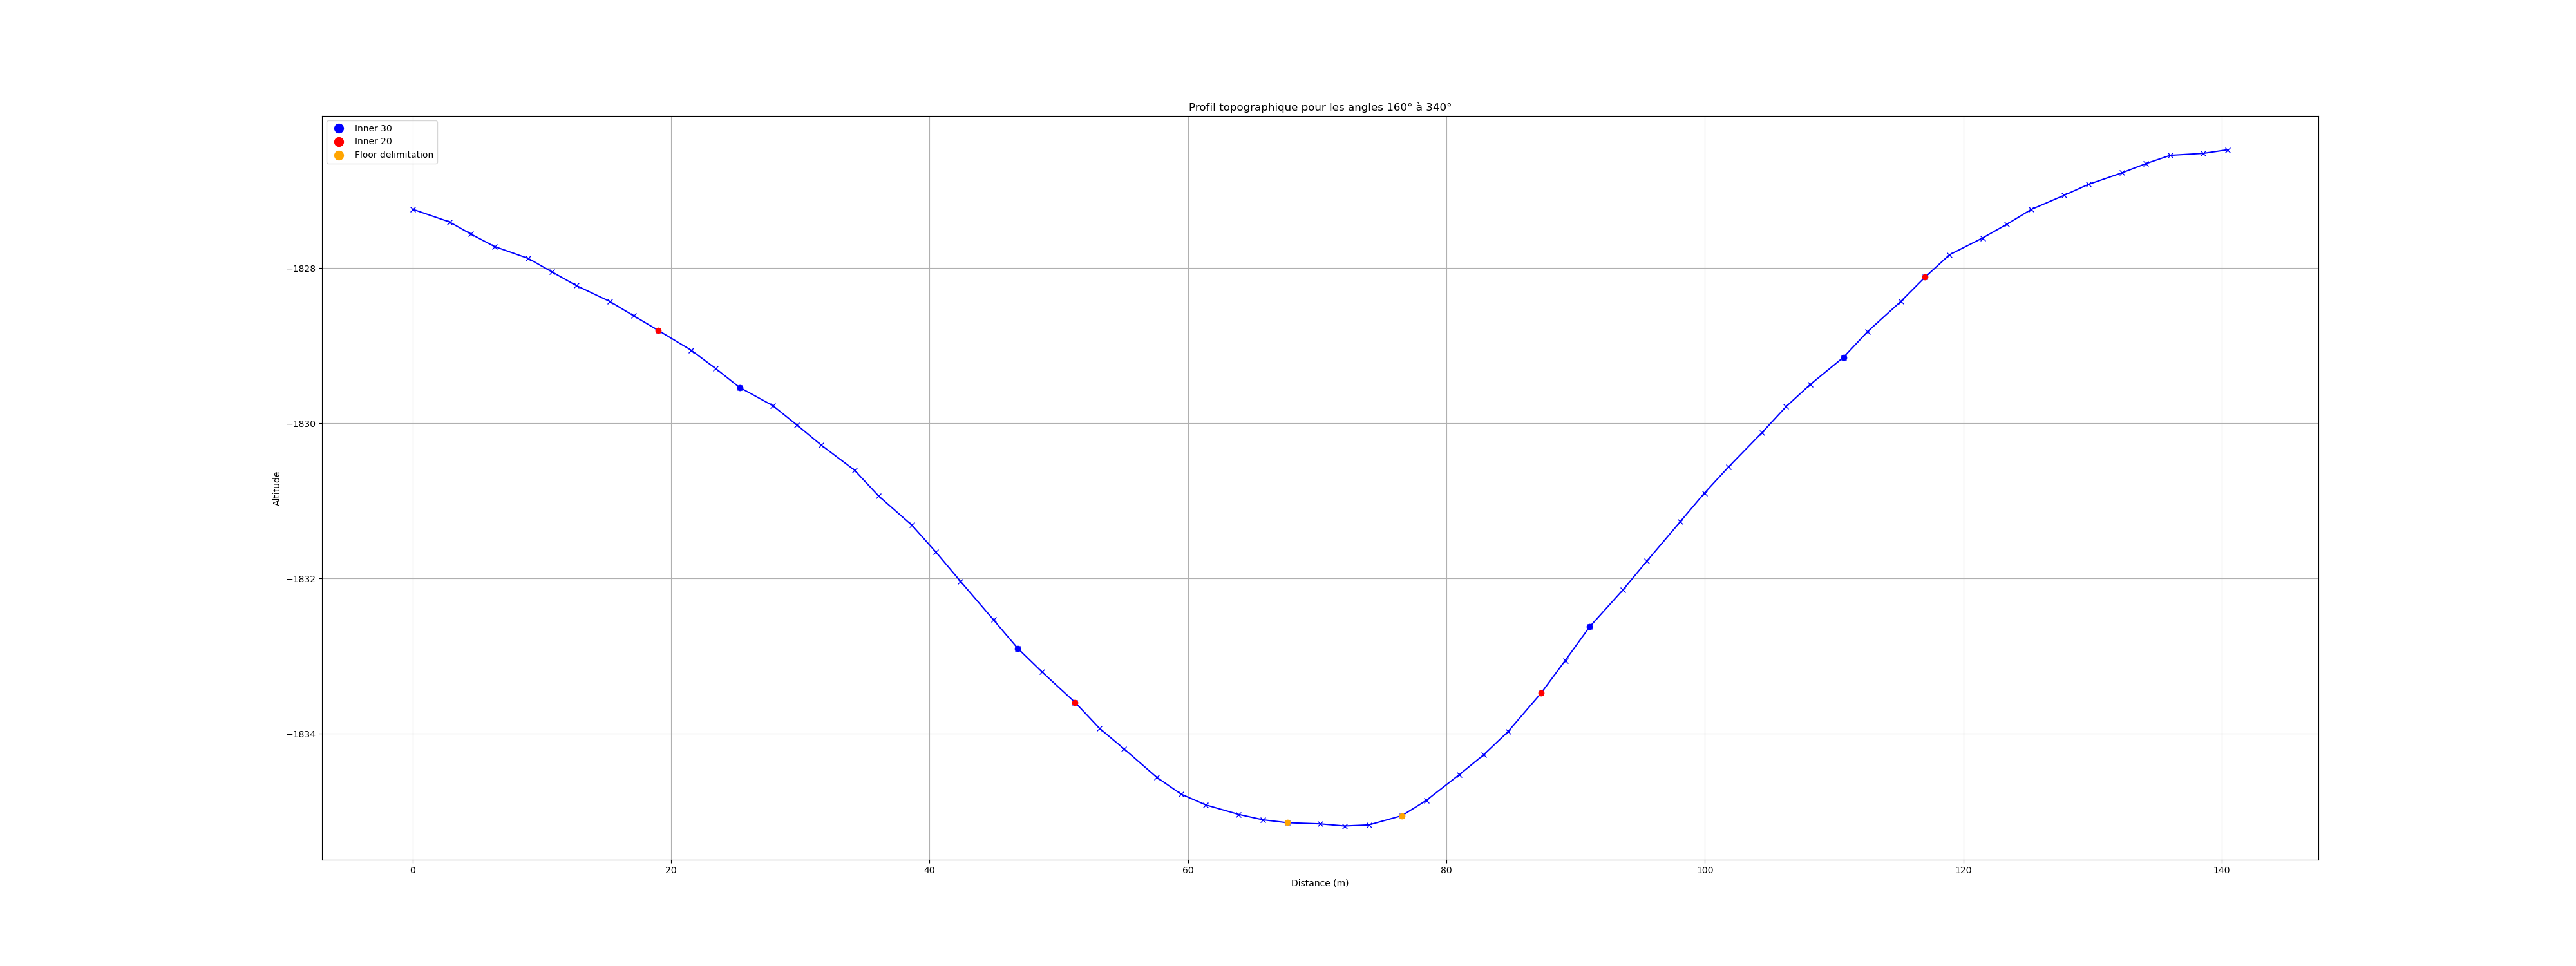 Profil topographique pour les angles 160° à 340°
Inner 30
Inner 20
Floor delimitation
Altitude
−1828
−1830
−1832
−1834
0 20 40 60 80 100 120 140
Distance (m)